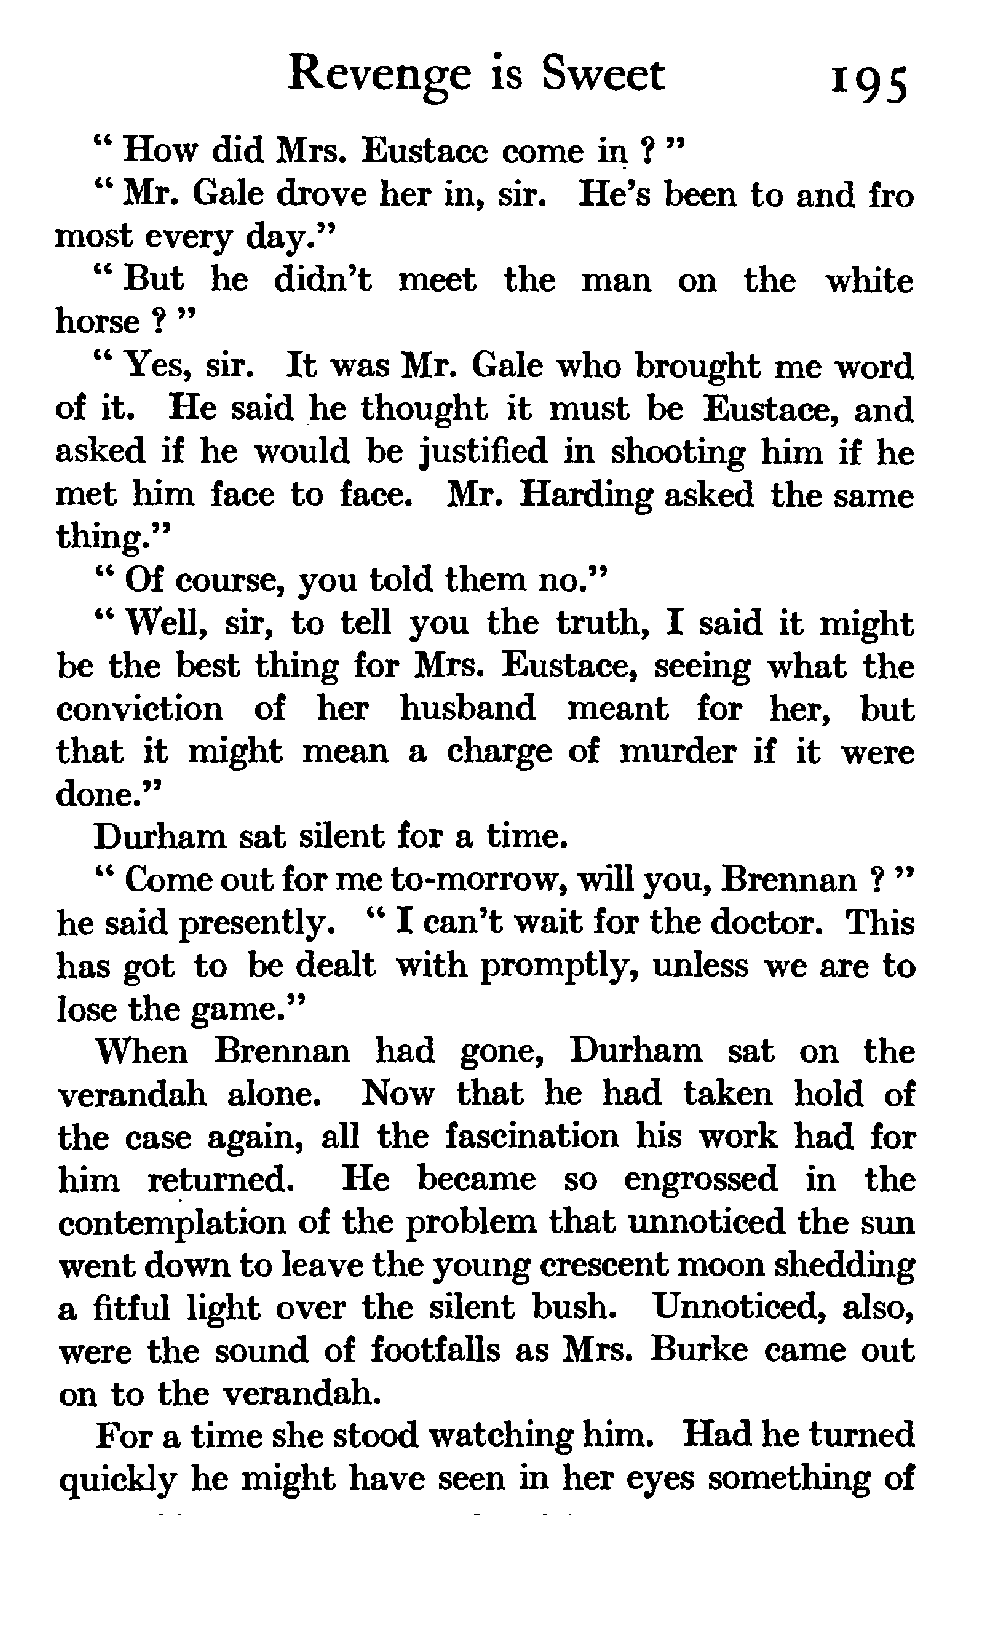 Revenge is Sweet 195
“ How did Mrs. Eustace come in ? ”
“ Mr. Gale drove her in, sir. He’s been to and fro
most every day.”
“ But he didn’t meet the man on the white
horse ? ”
“ Yes, sir. It was Mr. Gale who brought me word
of it. He said he thought it must be Eustace, and
asked if he would be justified in shooting him if he
met him face to face. Mr. Harding asked the same
thing.”
“ Of course, you told them no.”
“ Well, sir, to tell you the truth, I said it might
be the best thing for Mrs. Eustace, seeing what the
conviction of her husband meant for her, but
that it might mean a charge of murder if it were
done.”
Durham sat silent for a time.
“ Come out for me to-morrow, will you, Brennan ? ”
he said presently. “ I can’t wait for the doctor. This
has got to be dealt with promptly, unless we are to
lose the game.”
When Brennan had gone, Durham sat on the
verandah alone. Now that he had taken hold of
the case again, all the fascination his work had for
him returned. He became so engrossed in the
contemplation of the problem that unnoticed the sun
went down to leave the young crescent moon shedding
a fitful light over the silent bush. Unnoticed, also,
were the sound of footfalls as Mrs. Burke came out
on to the verandah.
For a time she stood watching him. Had he turned
quickly he might have seen in her eyes something of